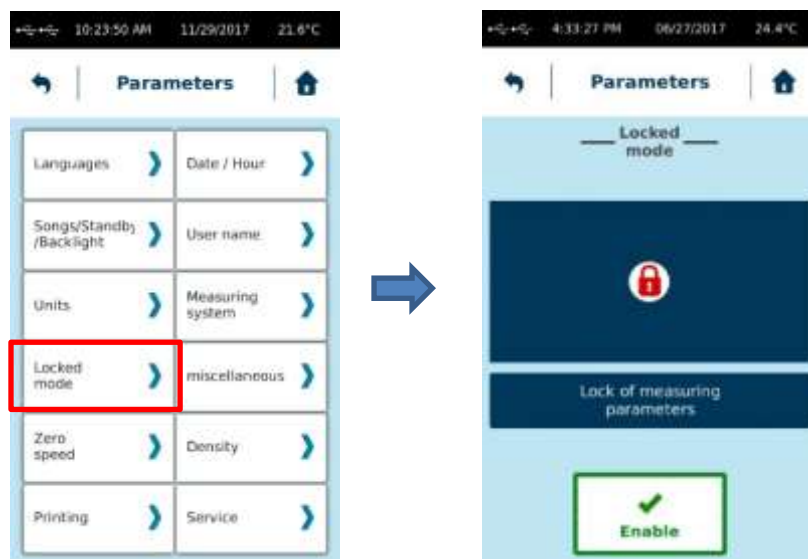 10:23:50 AM 11/29/2017 21.6°C
Parameters
Languages
Date / Hour
Songs/Standby
/Backlight
User name
Units
Measuring
system
Locked
mode
miscellaneous
Zero
speed
Density
Printing
Service
4:33:27 PM 06/27/2017 24.4°C
Parameters
Locked
mode
Lock of measuring
parameters
Enable